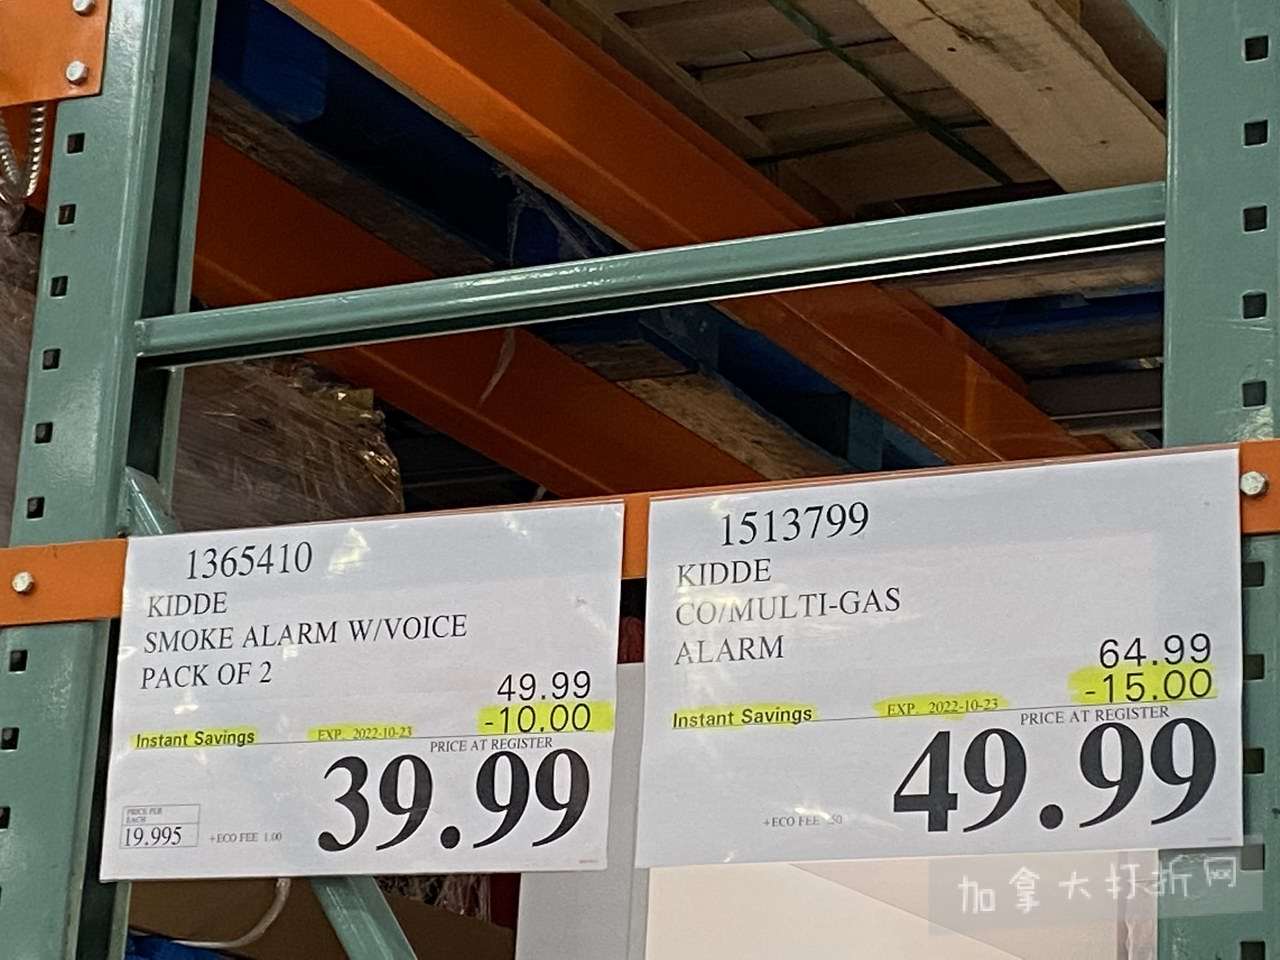 1365410
KIDDE
SMOKE ALARM W/VOICE
PACK OF 2
49.99
-10.00
Instant Savings EXP. 2022-10-23
PRICE AT REGISTER
39.99
PRICE PER
EACH
19.995
+ECO FEE 1.00
1513799
KIDDE
CO/MULTI-GAS
ALARM
64.99
-15.00
Instant Savings EXP. 2022-10-23
PRICE AT REGISTER
49.99
+ECO FEE .50
加拿大打折网